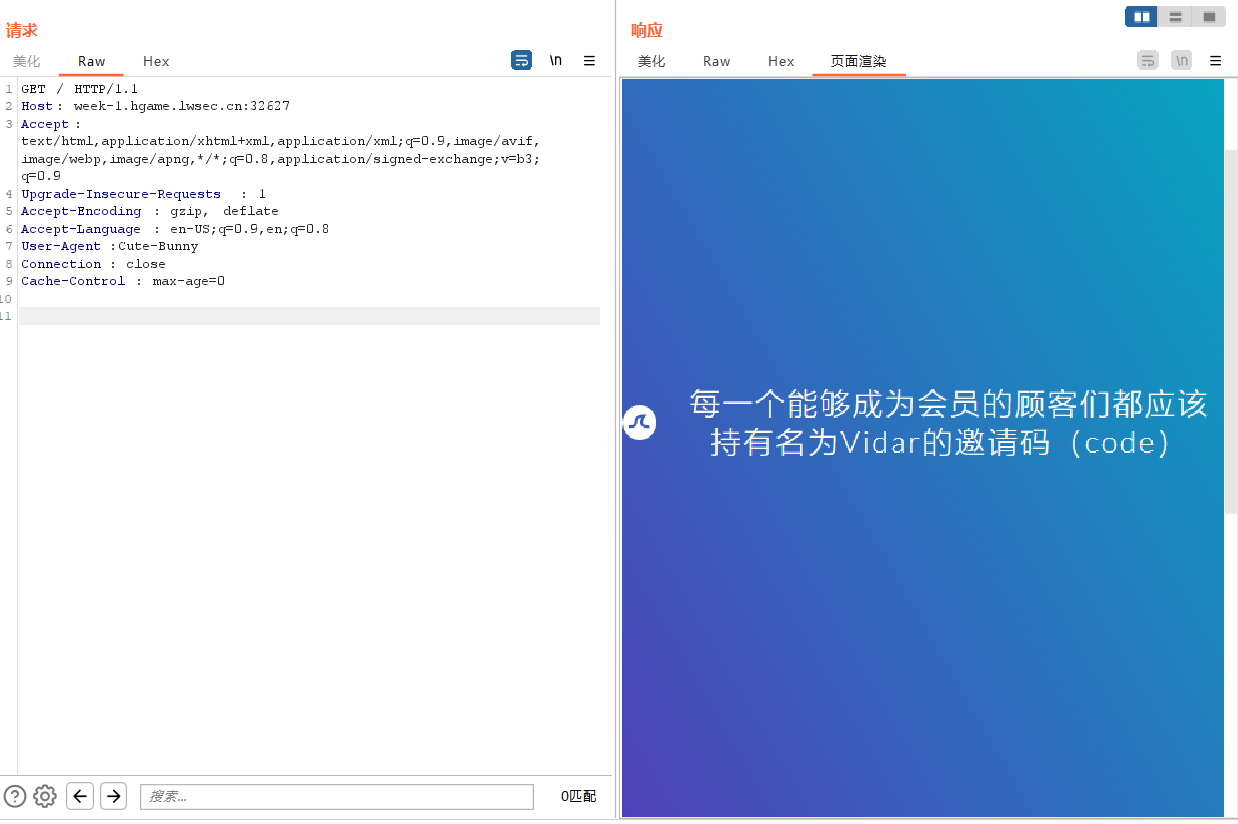 请求
美化 Raw Hex \n
1 GET / HTTP/1.1
2 Host : week-1.hgame.lwsec.cn:32627
3 Accept :
text/html,application/xhtml+xml,application/xml;q=0.9,image/avif,
image/webp,image/apng,*/*;q=0.8,application/signed-exchange;v=b3;
q=0.9
4 Upgrade-Insecure-Requests : 1
5 Accept-Encoding : gzip, deflate
6 Accept-Language : en-US;q=0.9,en;q=0.8
7 User-Agent :Cute-Bunny
8 Connection : close
9 Cache-Control : max-age=0
10
11
搜索... 0匹配
响应
美化 Raw Hex 页面渲染 \n
每一个能够成为会员的顾客们都应该
持有名为Vidar的邀请码（code）